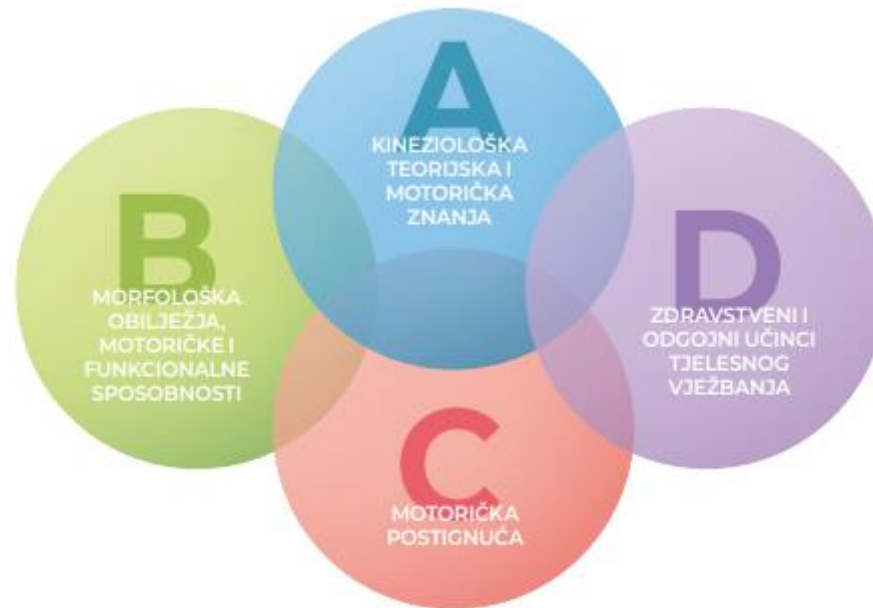 A
KINEZIOLOŠKA
TEORIJSKA I
MOTORIČKA
ZNANJA
B
MORFOLOŠKA
OBILJEŽJA,
MOTORIČKE I
FUNKCIONALNE
SPOSOBNOSTI
D
ZDRAVSTVENI I
ODGOJNI UČINCI
TJELESNOG
VJEŽBANJA
C
MOTORIČKA
POSTIGNUĆA